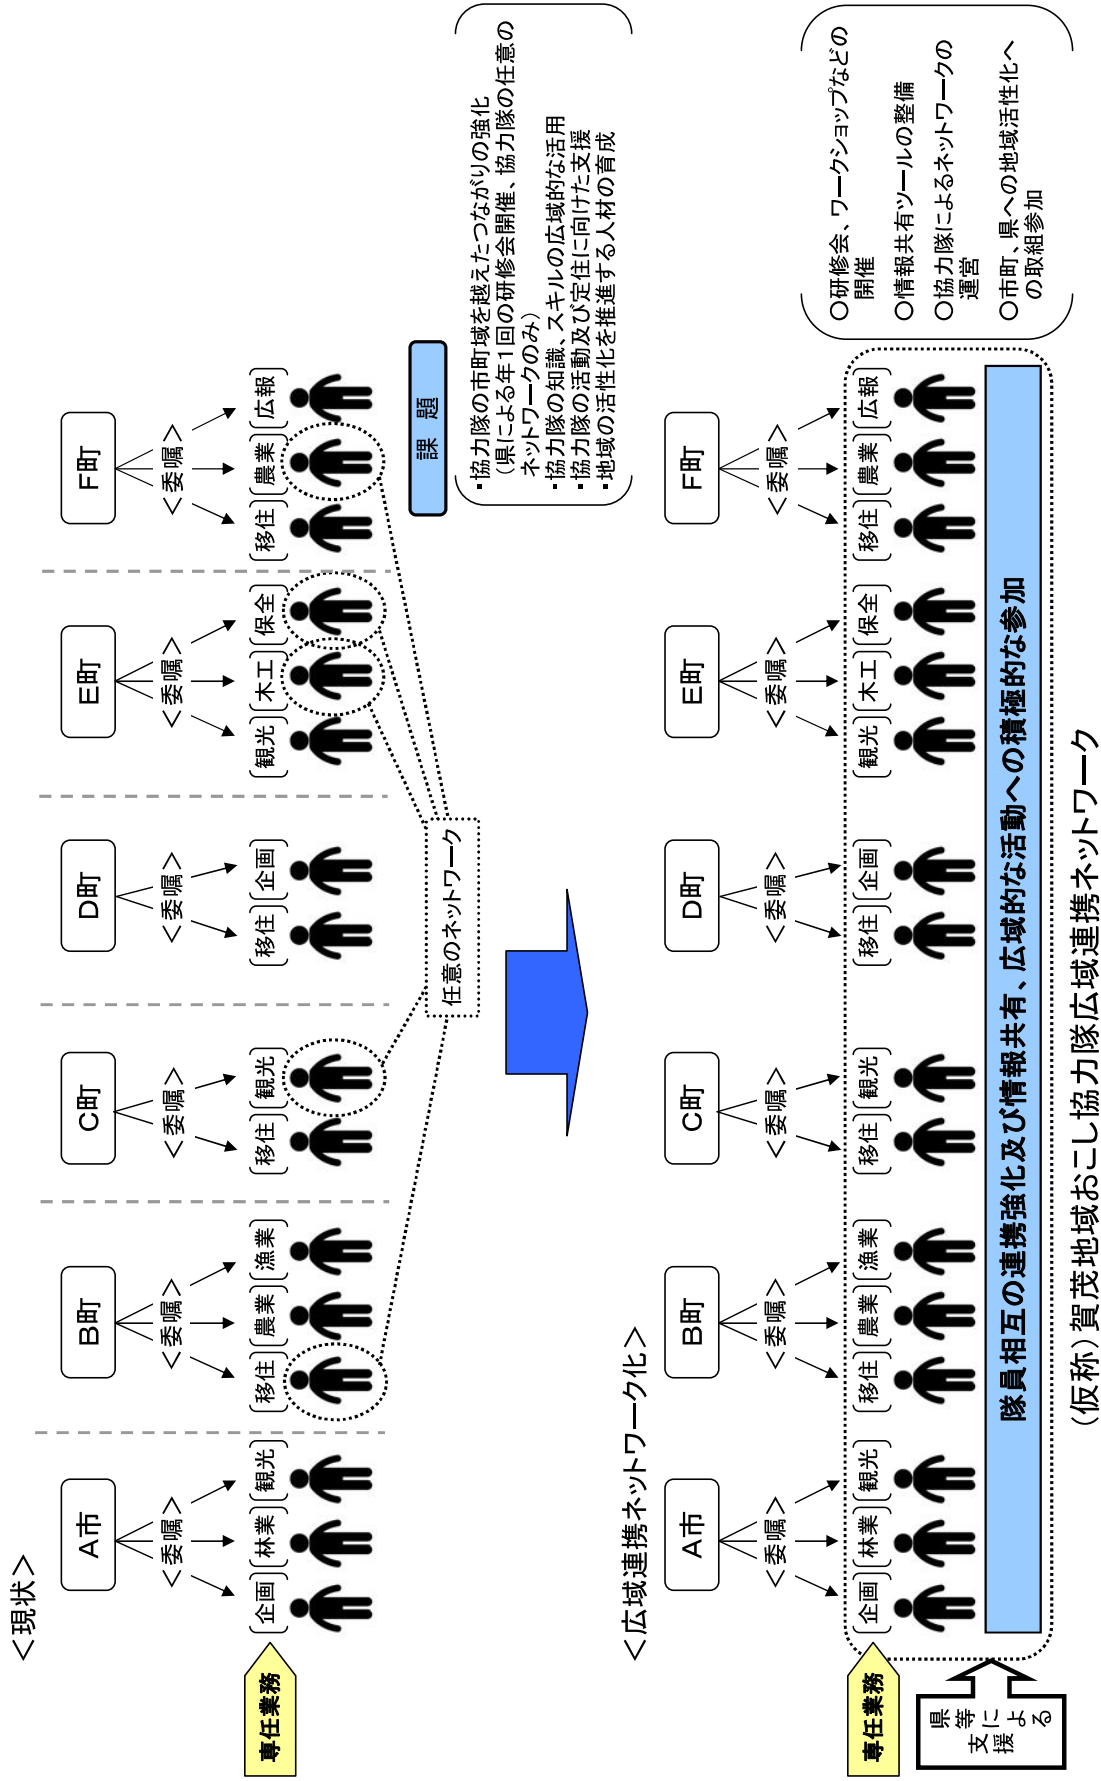 ＜現状＞
A市
B町
C町
D町
E町
F町
＜委嘱＞
＜委嘱＞
＜委嘱＞
＜委嘱＞
＜委嘱＞
＜委嘱＞
専任業務
企画
林業
観光
移住
農業
漁業
移住
観光
移住
企画
観光
木工
保全
移住
農業
広報
任意のネットワーク
課　題
・協力隊の市町域を越えたつながりの強化
（県による年１回の研修会開催、協力隊の任意の
ネットワークのみ）
・協力隊の知識、スキルの広域的な活用
・協力隊の活動及び定住に向けた支援
・地域の活性化を推進する人材の育成
＜広域連携ネットワーク化＞
A市
B町
C町
D町
E町
F町
＜委嘱＞
＜委嘱＞
＜委嘱＞
＜委嘱＞
＜委嘱＞
＜委嘱＞
専任業務
企画
林業
観光
移住
農業
漁業
移住
観光
移住
企画
観光
木工
保全
移住
農業
広報
県等による
支援
隊員相互の連携強化及び情報共有、広域的な活動への積極的な参加
（仮称）賀茂地域おこし協力隊広域連携ネットワーク
○研修会、ワークショップなどの
開催
○情報共有ツールの整備
○協力隊によるネットワークの
運営
○市町、県への地域活性化へ
の取組参加